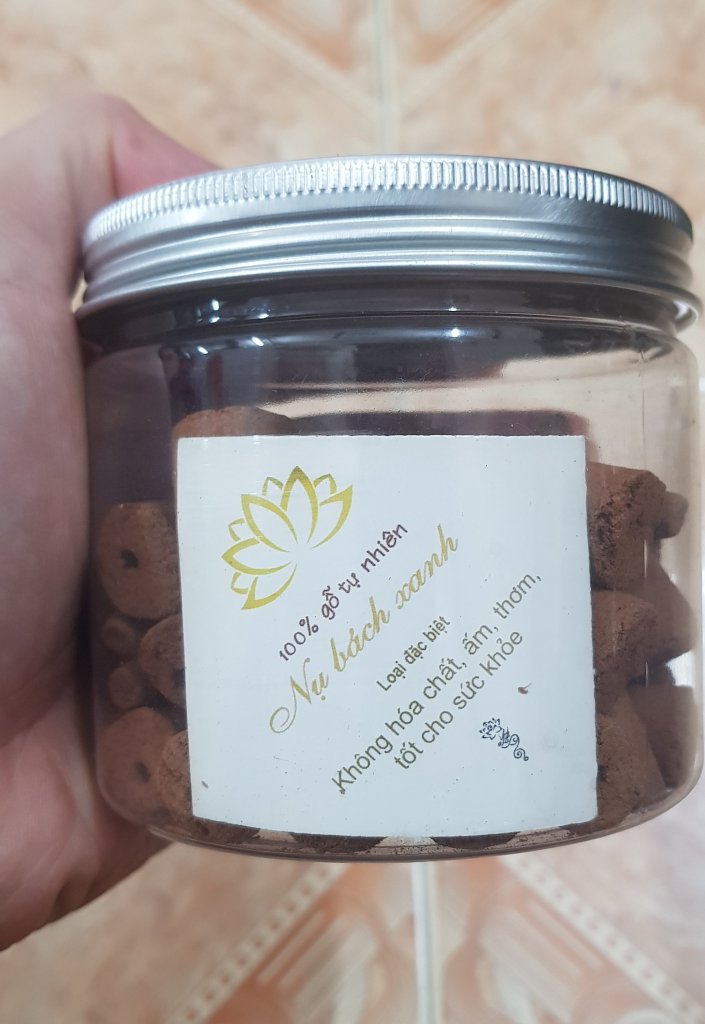 100% gỗ tự nhiên
Nụ bách xanh
Loại đặc biệt
Không hóa chất, ấm, thơm,
tốt cho sức khỏe